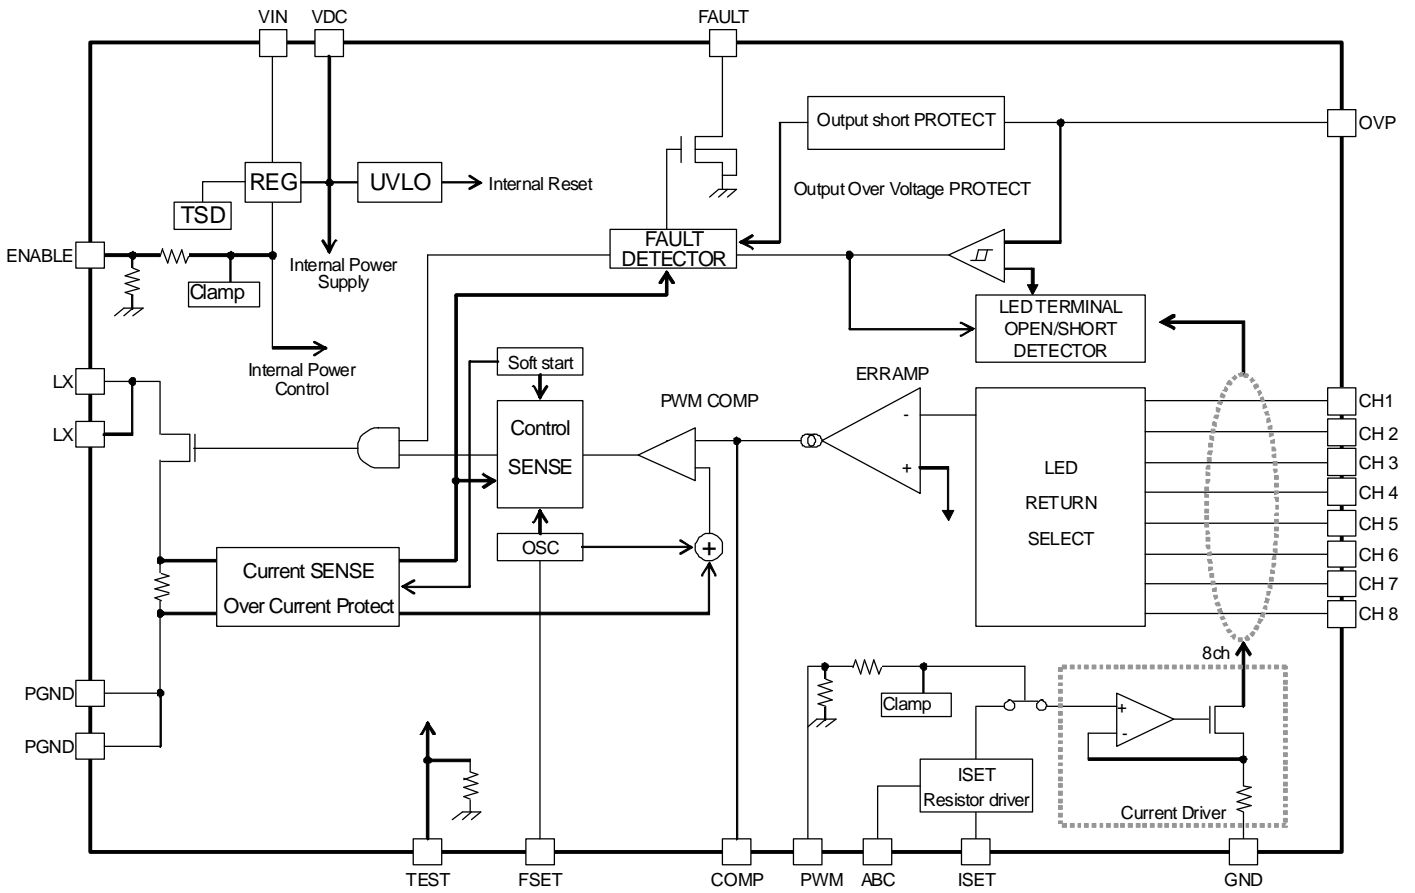 VIN
VDC
FAULT
Output short PROTECT
OVP
REG
UVLO
Internal Reset
Output Over Voltage PROTECT
TSD
FAULT
DETECTOR
ENABLE
Internal Power
Supply
Clamp
LED TERMINAL
OPEN/SHORT
DETECTOR
Internal Power
Control
Soft start
ERRAMP
LX
LX
PWM COMP
Control
SENSE
-
+
LED
RETURN
SELECT
CH1
CH 2
CH 3
CH 4
CH 5
CH 6
CH 7
CH 8
OSC
+
Current SENSE
Over Current Protect
8ch
PGND
PGND
Clamp
+
-
ISET
Resistor driver
Current Driver
TEST
FSET
COMP
PWM
ABC
ISET
GND